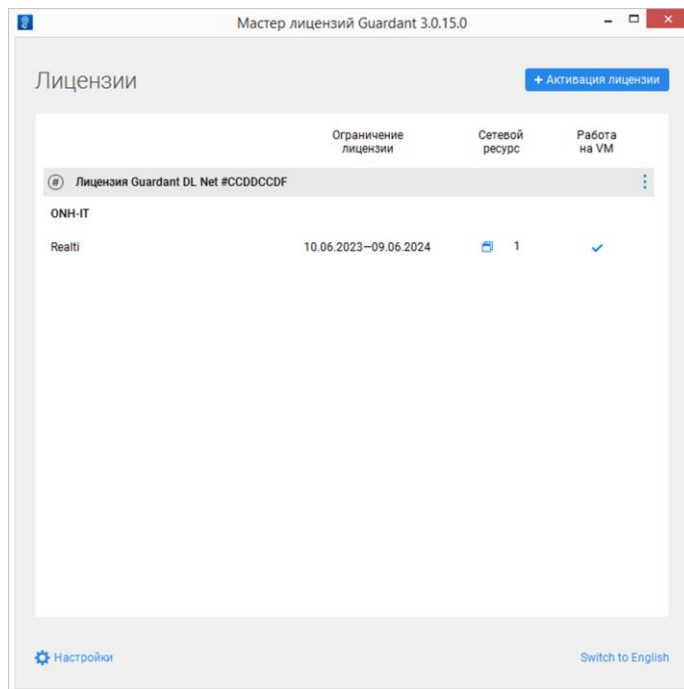 Мастер лицензий Guardant 3.0.15.0
Лицензии
+ Активация лицензии
Ограничение лицензии
Сетевой ресурс
Работа на VM
# Лицензия Guardant DL Net #CCDDCCDF
ONH-IT
Realti 10.06.2023—09.06.2024 1
Настройки
Switch to English